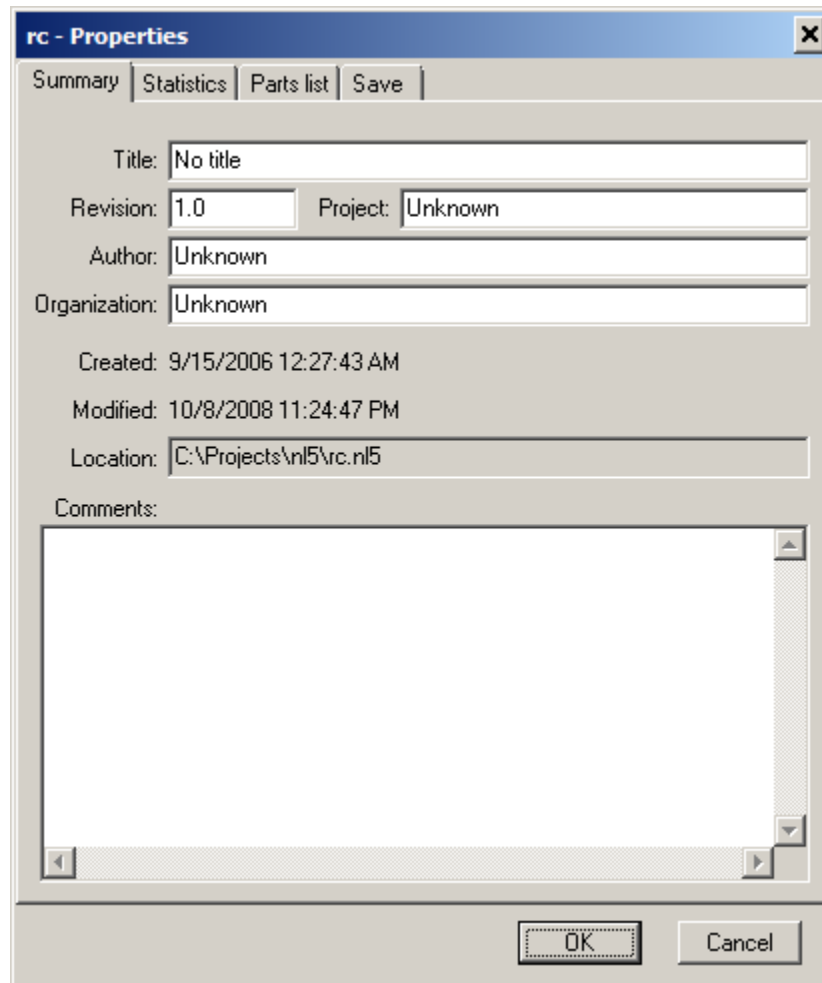 rc - Properties
Summary Statistics Parts list Save
Title: No title
Revision: 1.0 Project: Unknown
Author: Unknown
Organization: Unknown
Created: 9/15/2006 12:27:43 AM
Modified: 10/8/2008 11:24:47 PM
Location: C:\Projects\nl5\rc.nl5
Comments:
OK Cancel